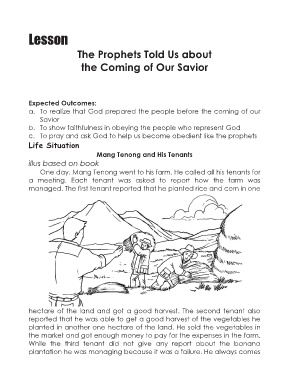 Lesson
The Prophets Told Us about
the Coming of Our Savior
Expected Outcomes:
a. To realize that God prepared the people before the coming of our
Savior
b. To show faithfulness in obeying the people who represent God
c. To pray and ask God to help us become obedient like the prophets
Life Situation
Mang Tenong and His Tenants
illus based on book
One day, Mang Tenong went to his farm. He called all his tenants for
a meeting. Each tenant was asked to report how the farm was
managed. The first tenant reported that he planted rice and corn in one
hectare of the land and got a good harvest. The second tenant also
reported that he was able to get a good harvest of the vegetables he
planted in another one hectares of the land. He sold the vegetables in
the market and got enough money to pay for the expenses in the farm.
While the third tenant did not give any report about the banana
plantation he was managing because it was a failure. He always comes